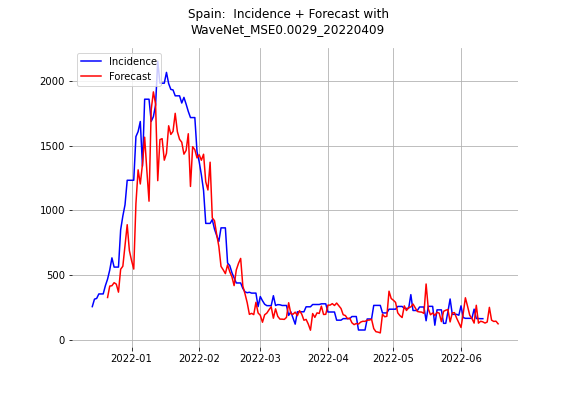 Spain:  Incidence + Forecast with
WaveNet_MSE0.0029_20220409
Incidence
Forecast
2000
1500
1000
500
0
2022-01
2022-02
2022-03
2022-04
2022-05
2022-06